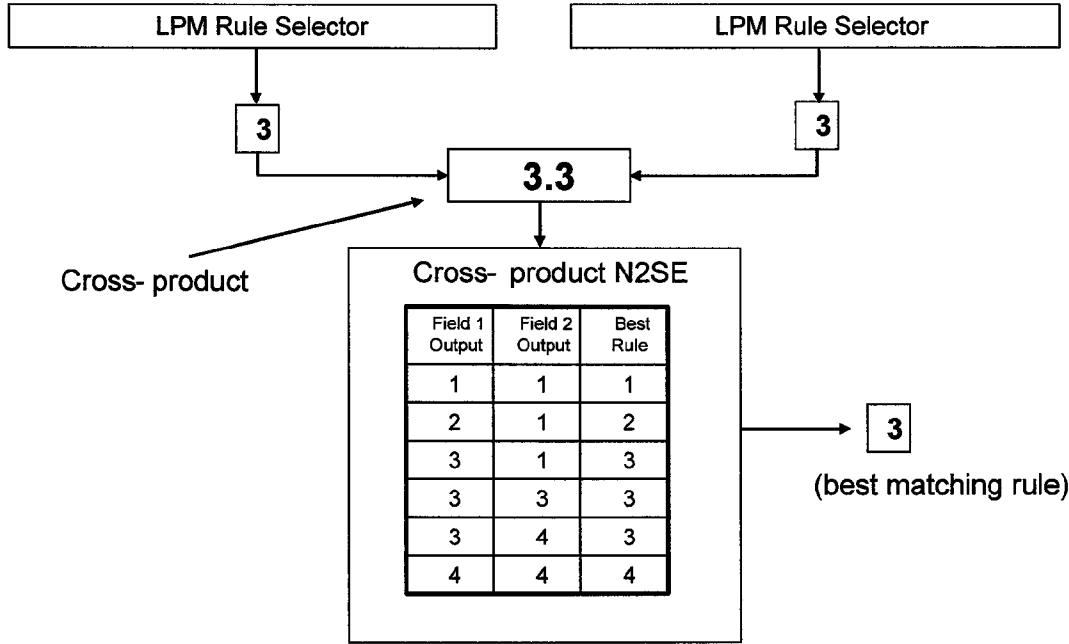 LPM Rule Selector
LPM Rule Selector
3
3
3.3
Cross- product
Cross- product N2SE
Field 1 Output Field 2 Output Best Rule
1 1 1
2 1 2
3 1 3
3 3 3
3 4 3
4 4 4
3
(best matching rule)